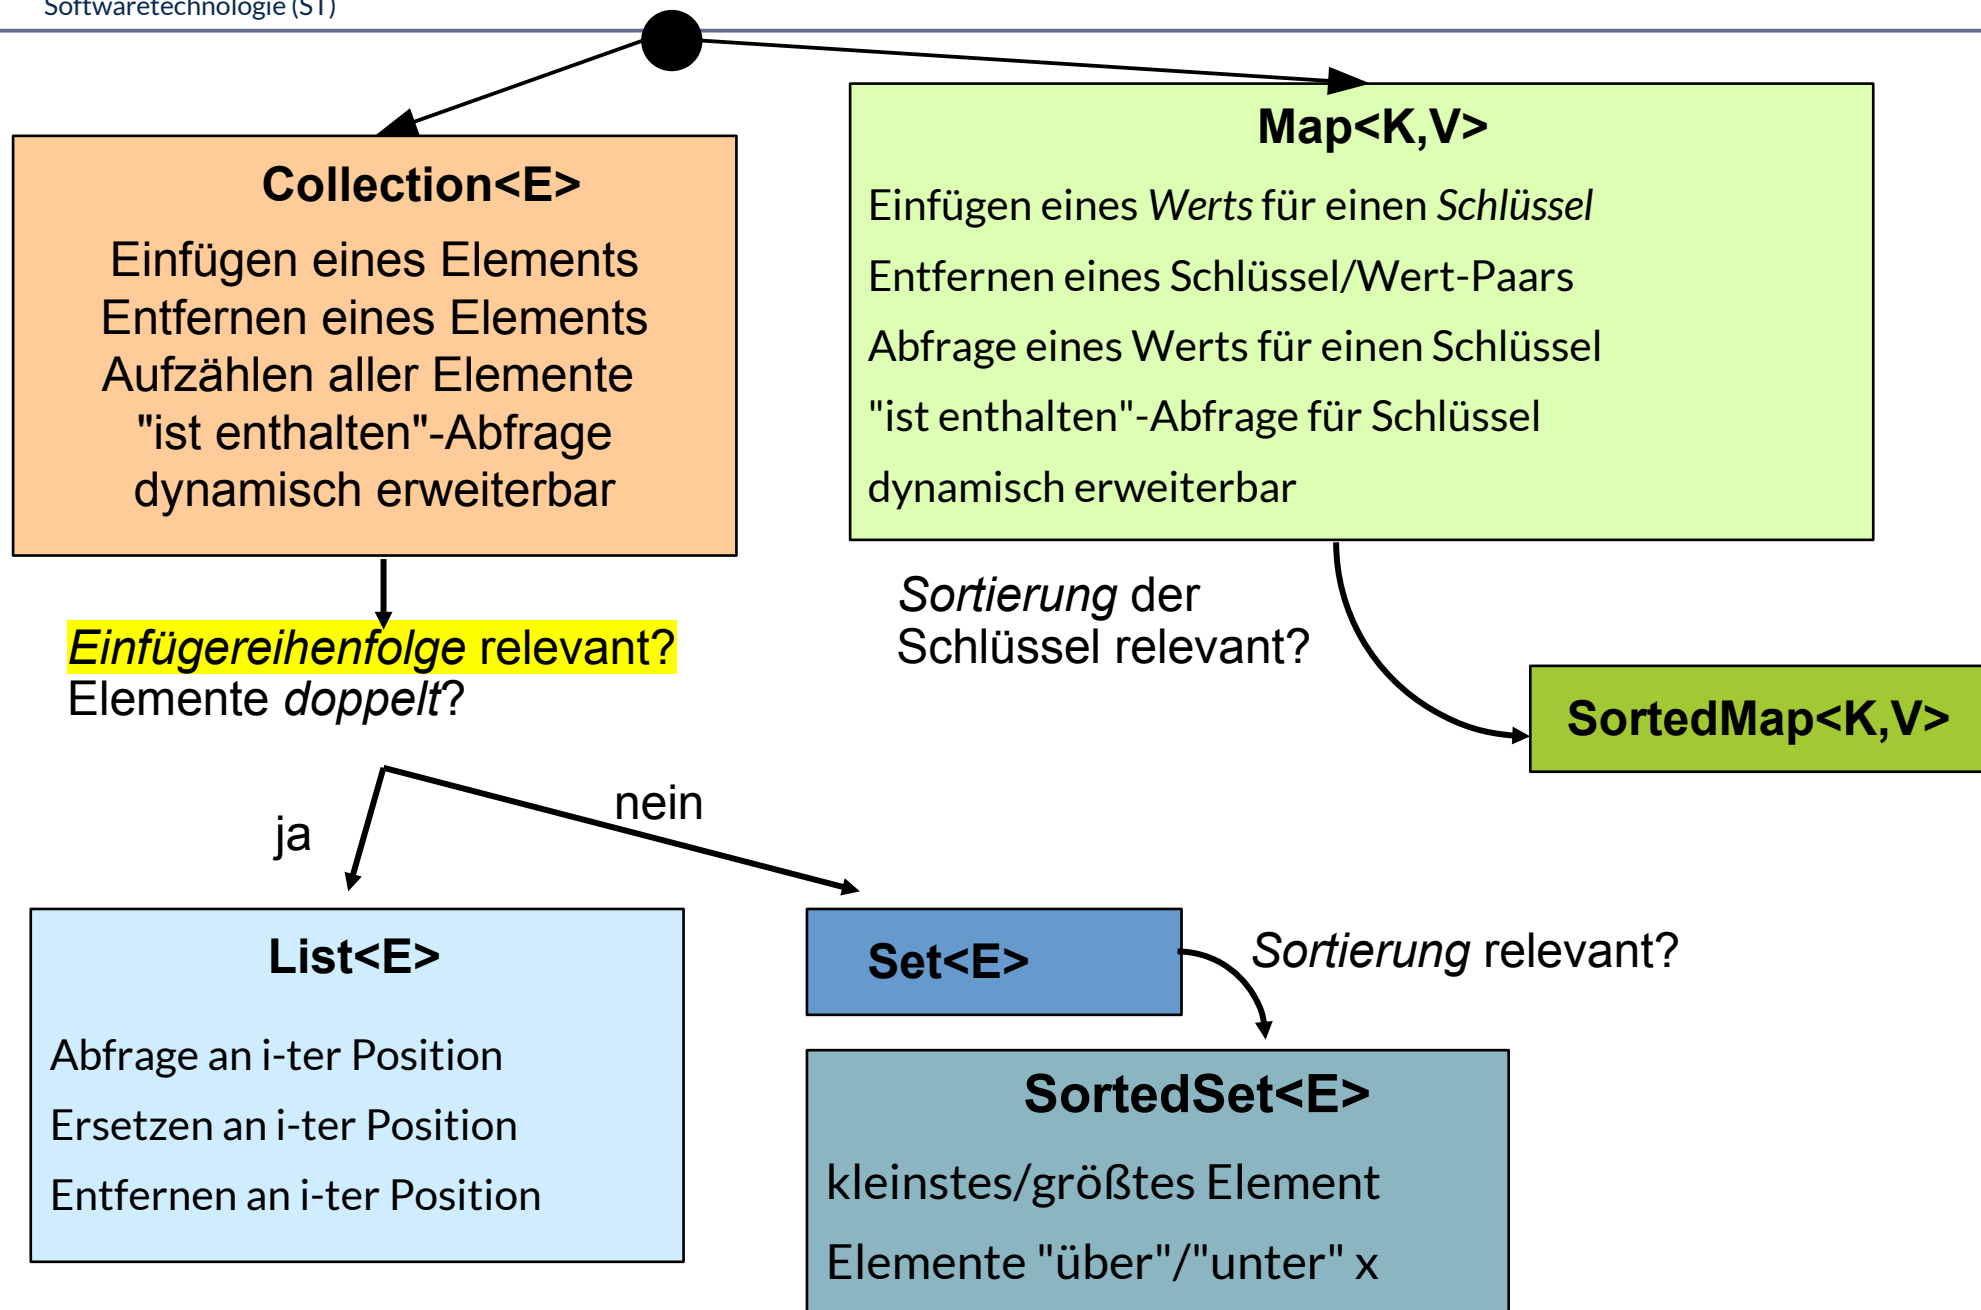 Softwaretechnologie (ST)
Collection<E>
Einfügen eines Elements
Entfernen eines Elements
Aufzählen aller Elemente
"ist enthalten"-Abfrage
dynamisch erweiterbar
Map<K,V>
Einfügen eines Werts für einen Schlüssel
Entfernen eines Schlüssel/Wert-Paars
Abfrage eines Werts für einen Schlüssel
"ist enthalten"-Abfrage für Schlüssel
dynamisch erweiterbar
Einfügereihenfolge relevant?
Elemente doppelt?
Sortierung der
Schlüssel relevant?
SortedMap<K,V>
ja
nein
List<E>
Abfrage an i-ter Position
Ersetzen an i-ter Position
Entfernen an i-ter Position
Set<E>
Sortierung relevant?
SortedSet<E>
kleinstes/größtes Element
Elemente "über"/"unter" x